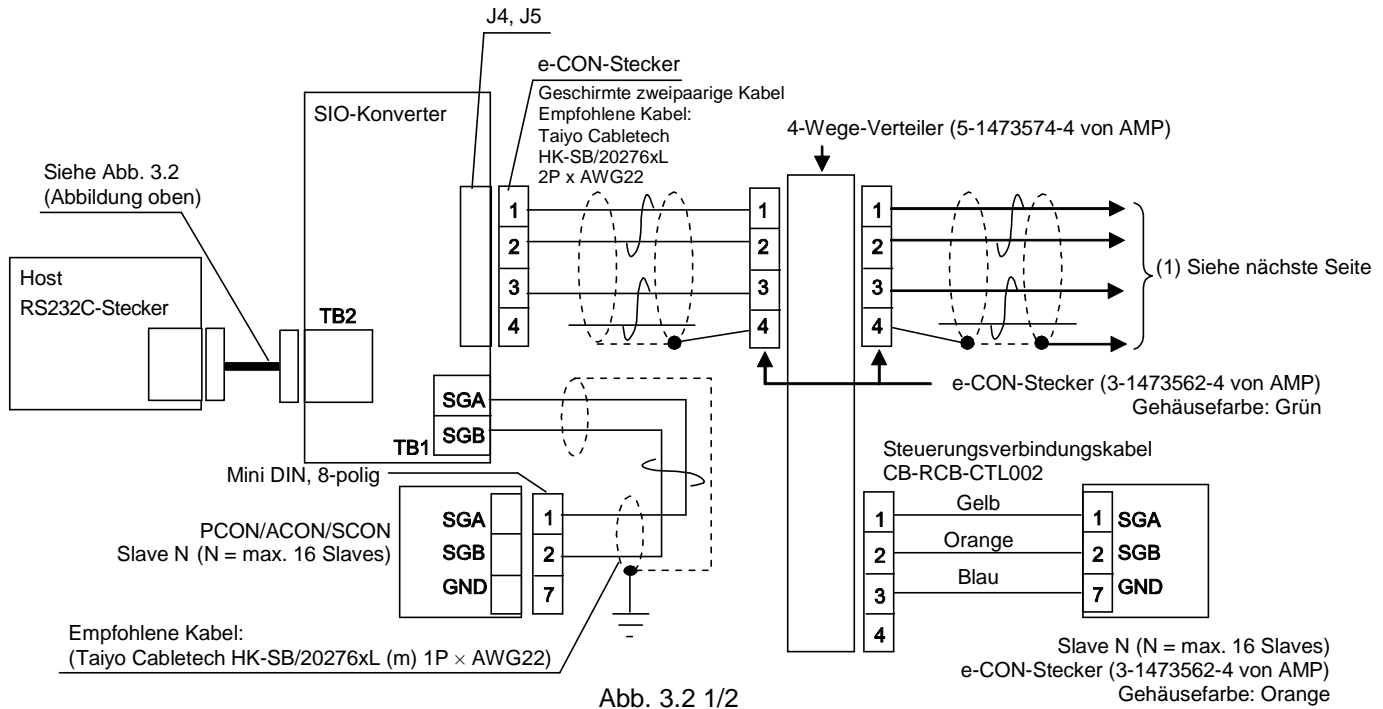 J4, J5
e-CON-Stecker
Geschirmte zweipaarige Kabel
Empfohlene Kabel:
Taiyo Cabletech
HK-SB/20276xL
2P x AWG22
SIO-Konverter
4-Wege-Verteiler (5-1473574-4 von AMP)
Siehe Abb. 3.2
(Abbildung oben)
1
2
3
4
1
2
3
4
1
2
3
4
(1) Siehe nächste Seite
Host
RS232C-Stecker
TB2
e-CON-Stecker (3-1473562-4 von AMP)
Gehäusefarbe: Grün
SGA
SGB
TB1
Mini DIN, 8-polig
Steuerungsverbindungskabel
CB-RCB-CTL002
PCON/ACON/SCON
Slave N (N = max. 16 Slaves)
SGA
SGB
GND
1
2
7
1
2
3
4
Gelb
Orange
Blau
1
2
7
SGA
SGB
GND
Empfohlene Kabel:
(Taiyo Cabletech HK-SB/20276xL (m) 1P × AWG22)
Slave N (N = max. 16 Slaves)
e-CON-Stecker (3-1473562-4 von AMP)
Gehäusefarbe: Orange
Abb. 3.2 1/2